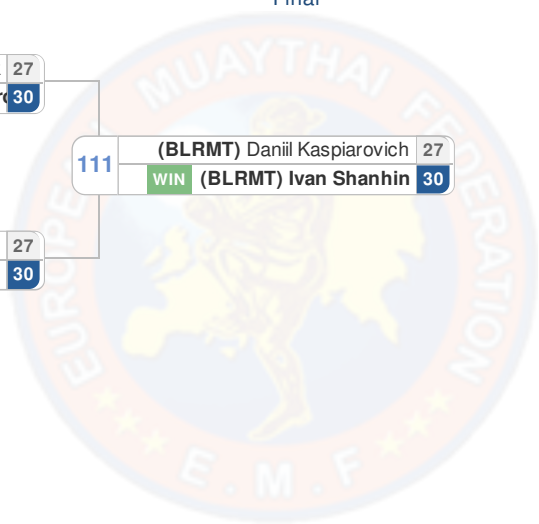 Final
27
30
111
(BLRMT) Daniil Kaspiarovich 27
WIN (BLRMT) Ivan Shanhin 30
27
30
EUROPEAN MUAYTHAI FEDERATION
E.M.F